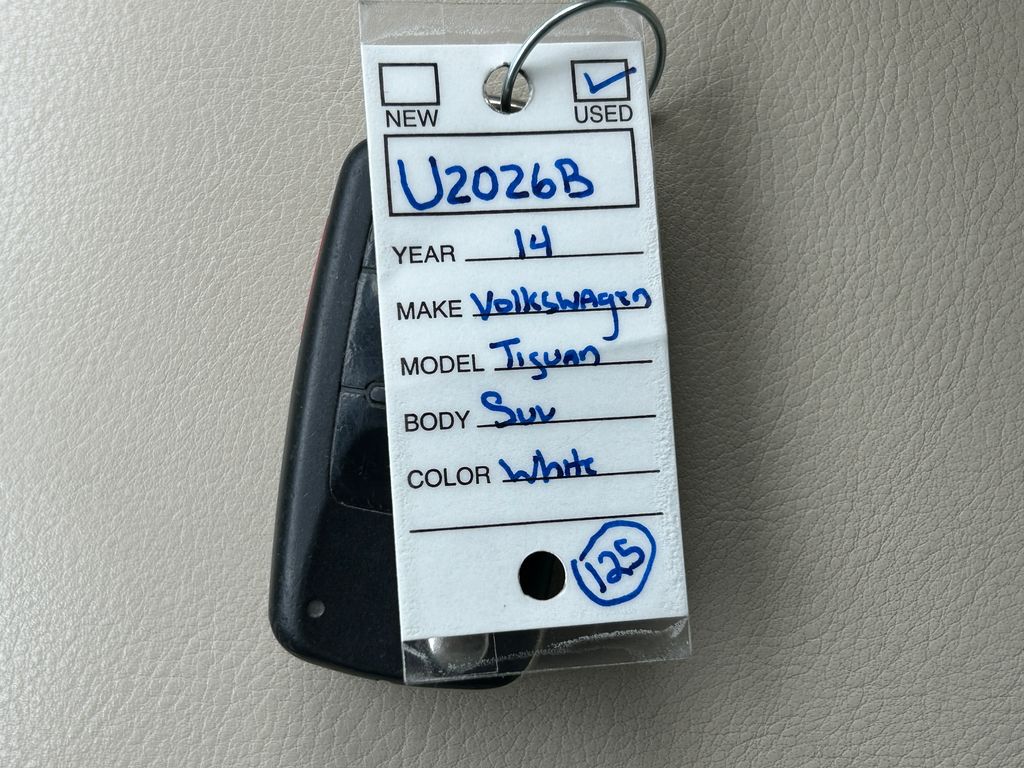 NEW USED
U2026B
YEAR 14
MAKE Volkswagen
MODEL Tiguan
BODY Suv
COLOR White
125